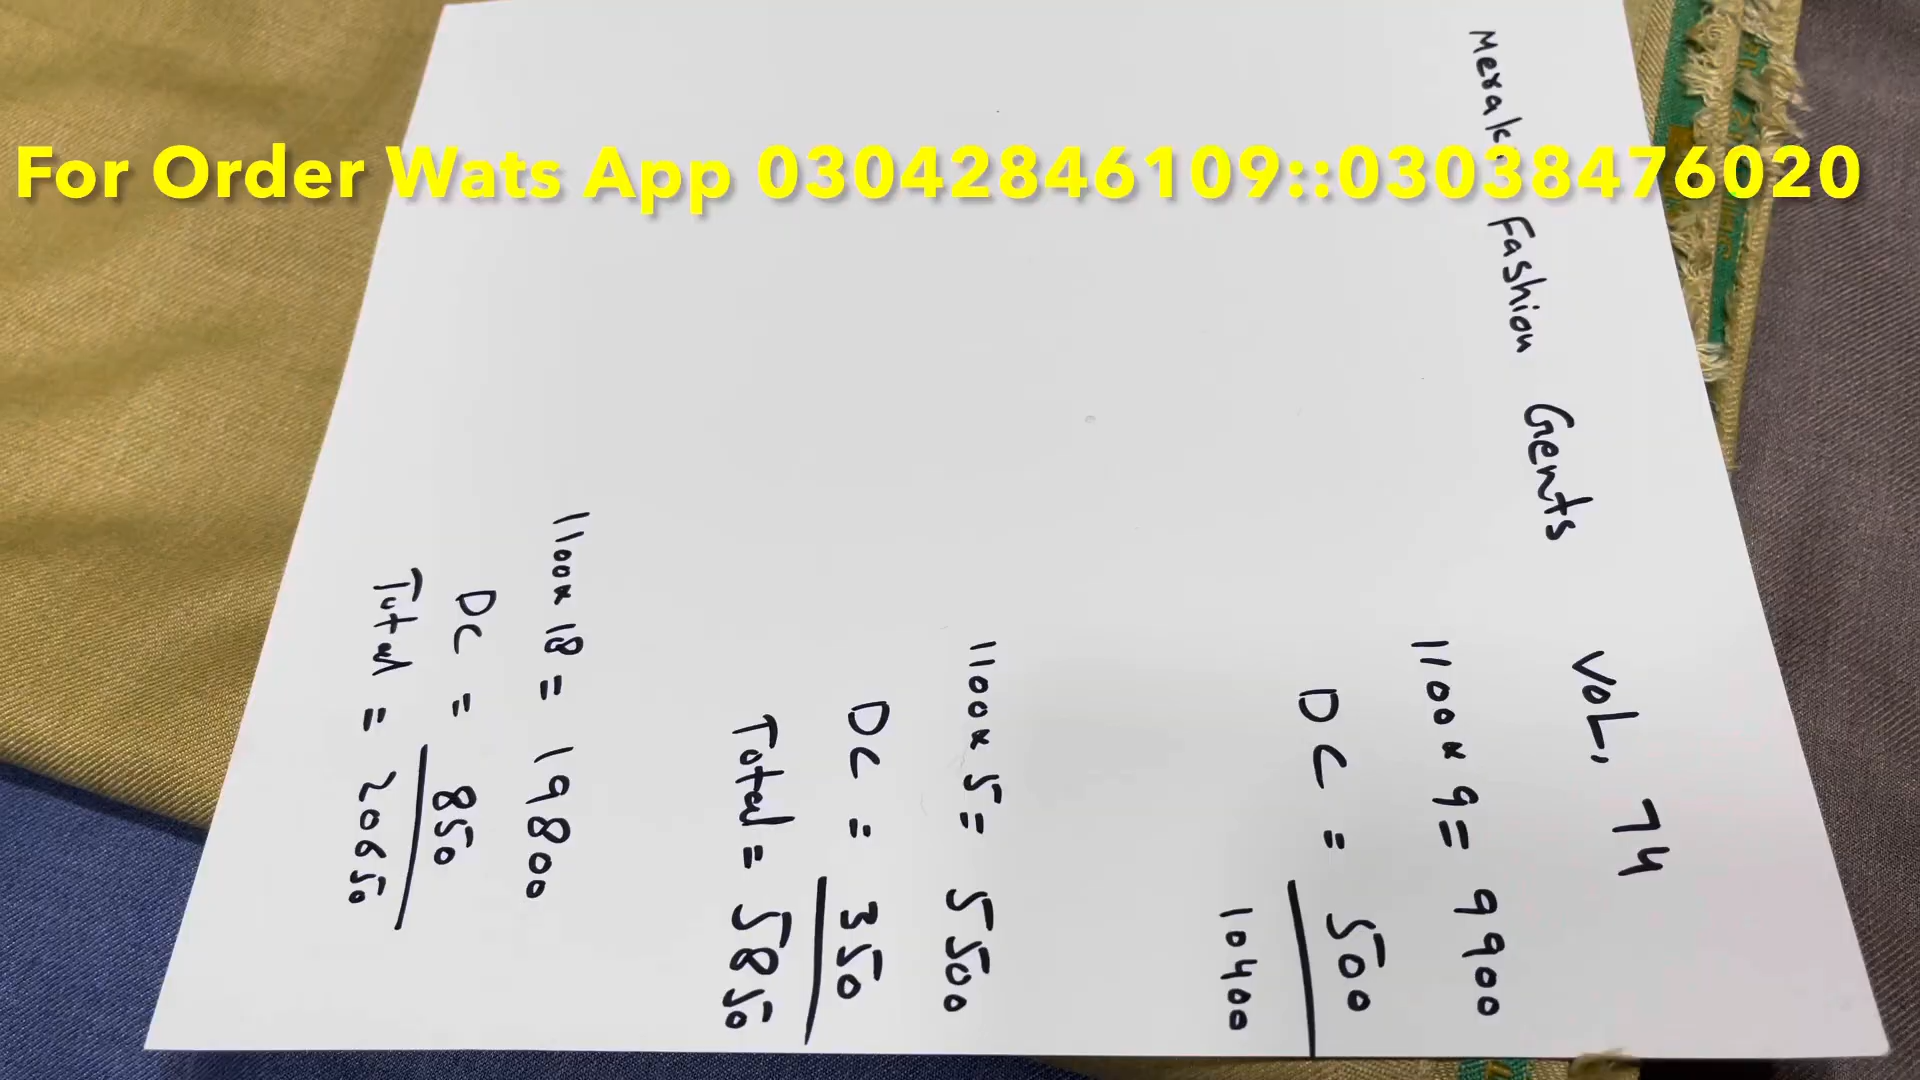 For Order Wats App 03042846109::03038476020
Meraki Fashion Gents VOL. 74
1100 x 9 = 9900
DC = 500
10400
1100 x 5 = 5500
DC = 350
Total = 5850
1100 x 18 = 19800
DC = 850
Total = 20650